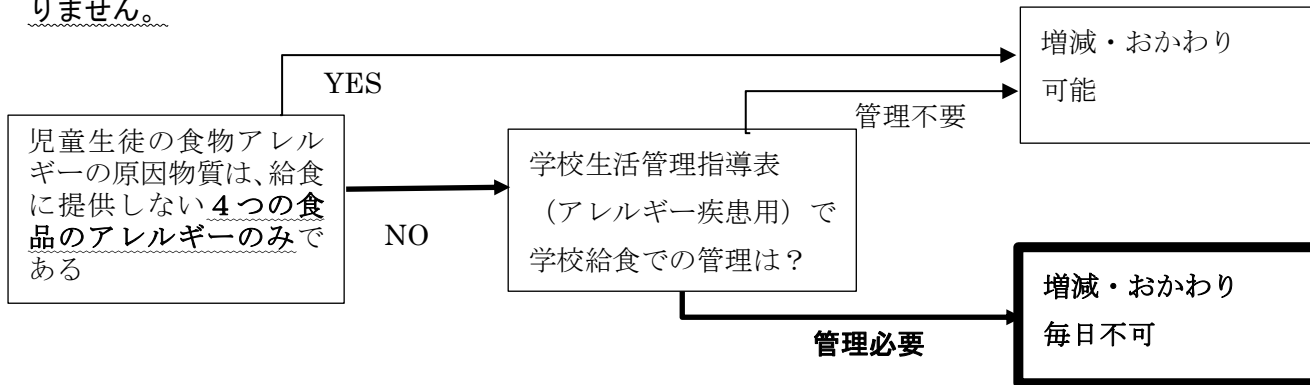 りません。
増減・おかわり
可能
YES
管理不要
児童生徒の食物アレル
ギーの原因物質は、給食
に提供しない４つの食
品のアレルギーのみで
ある
NO
学校生活管理指導表
（アレルギー疾患用）で
学校給食での管理は？
増減・おかわり
毎日不可
管理必要